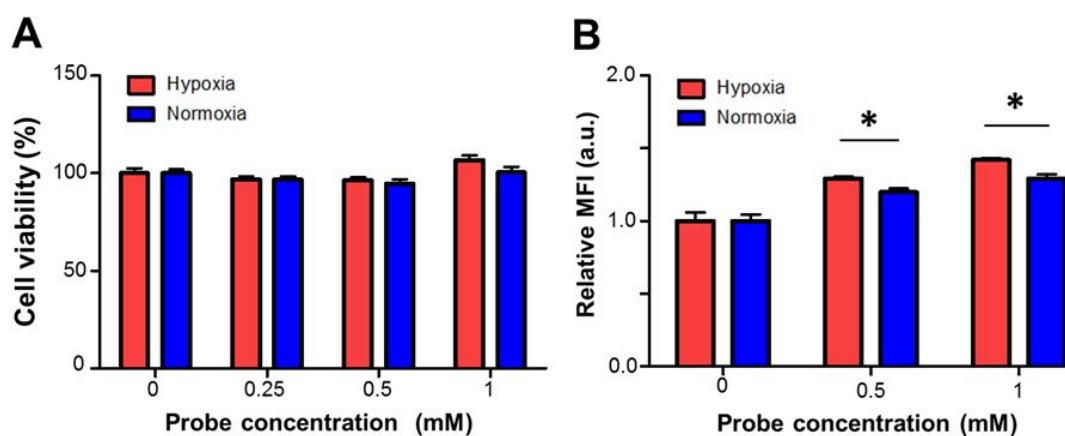 A
Cell viability (%)
150
100
50
0
Hypoxia
Normoxia
0 0.25 0.5 1
Probe concentration (mM)
B
Relative MFI (a.u.)
2.0
1.0
0.0
Hypoxia
Normoxia
* *
0 0.5 1
Probe concentration (mM)